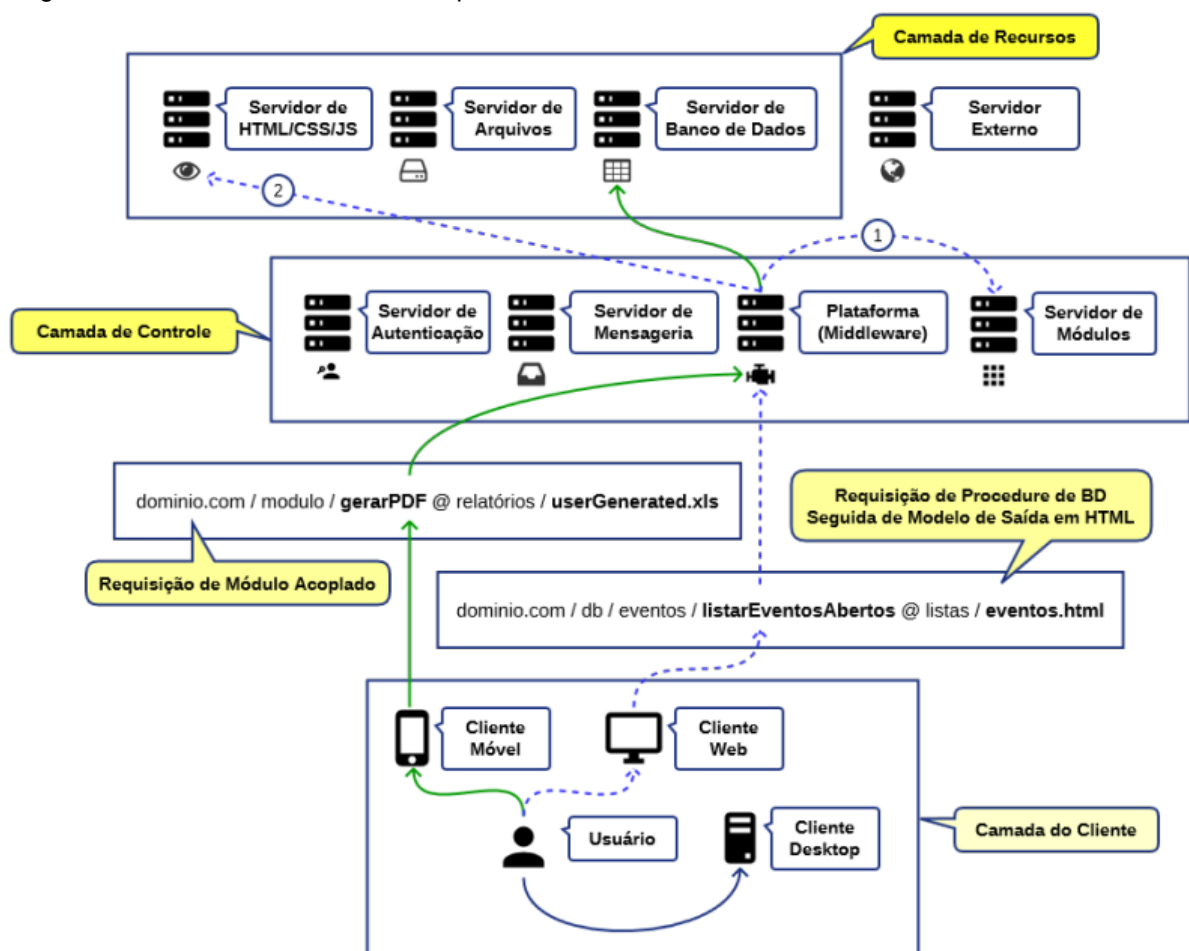 Camada de Recursos
Servidor de
HTML/CSS/JS
Servidor de
Arquivos
Servidor de
Banco de Dados
Servidor
Externo
2
1
Camada de Controle
Servidor de
Autenticação
Servidor de
Mensageria
Plataforma
(Middleware)
Servidor de
Módulos
dominio.com / modulo / gerarPDF @ relatórios / userGenerated.xls
Requisição de Módulo Acoplado
Requisição de Procedure de BD
Seguida de Modelo de Saída em HTML
dominio.com / db / eventos / listarEventosAbertos @ listas / eventos.html
Cliente
Móvel
Cliente
Web
Usuário
Cliente
Desktop
Camada do Cliente